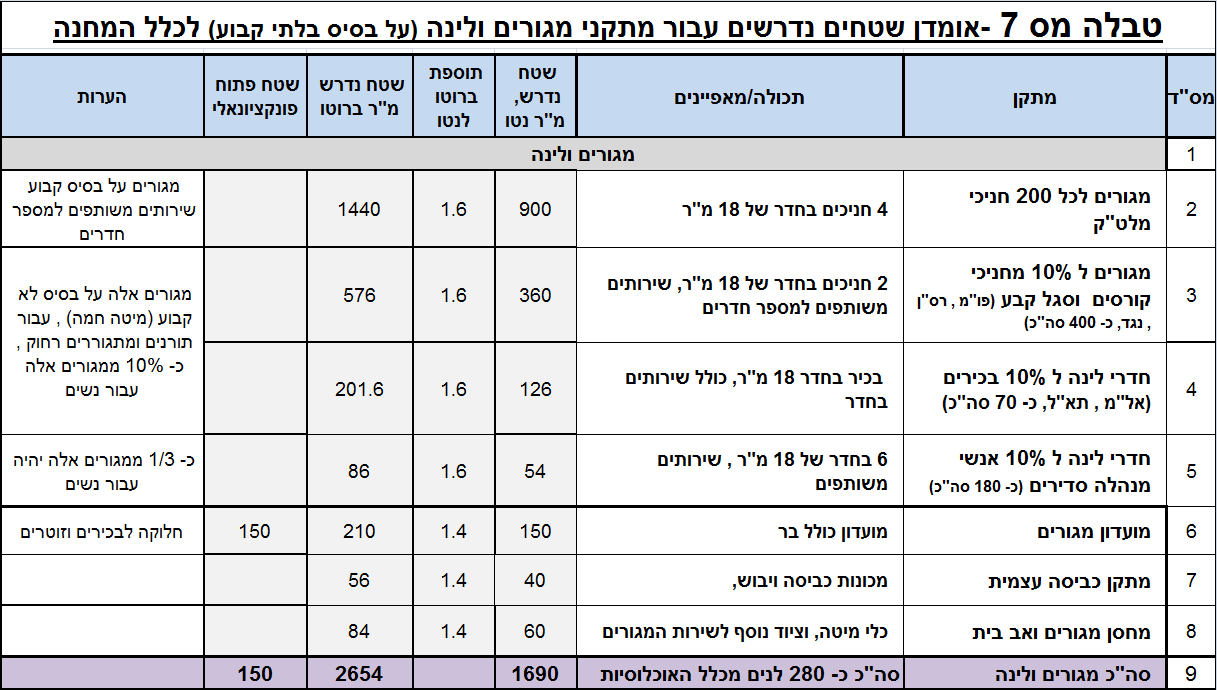 טבלה מס 7 -אומדן שטחים נדרשים עבור מתקני מגורים ולינה (על בסיס בלתי קבוע) לכלל המחנה
מס"ד
מתקן
תכולה/מאפיינים
שטח
נדרש,
מ"ר נטו
תוספת
ברוטו
לנטו
שטח נדרש
מ"ר ברוטו
שטח פתוח
פונקציונאלי
הערות
1
מגורים ולינה
2
מגורים לכל 200 חניכי
מלט"ק
4 חניכים בחדר של 18 מ"ר
900
1.6
1440
מגורים על בסיס קבוע
שירותים משותפים למספר
חדרים
3
מגורים ל 10% מחניכי
קורסים וסגל קבע (פו"מ , רס"ן
, נגד, כ- 400 סה"כ)
2 חניכים בחדר של 18 מ"ר, שירותים
משותפים למספר חדרים
360
1.6
576
מגורים אלה על בסיס לא
קבוע (מיטה חמה) , עבור
תורנים ומתגוררים רחוק ,
כ- 10% ממגורים אלה
עבור נשים
4
חדרי לינה ל 10% בכירים
(אל"מ , תא"ל, כ- 70 סה"כ)
בכיר בחדר 18 מ"ר, כולל שירותים
בחדר
126
1.6
201.6
5
חדרי לינה ל 10% אנשי
מנהלה סדירים (כ- 180 סה"כ)
6 בחדר של 18 מ"ר , שירותים
משותפים
54
1.6
86
כ- 1/3 ממגורים אלה יהיה
עבור נשים
6
מועדון מגורים
מועדון כולל בר
150
1.4
210
150
חלוקה לבכירים וזוטרים
7
מתקן כביסה עצמית
מכונות כביסה ויבוש,
40
1.4
56
8
מחסן מגורים ואב בית
כלי מיטה, וציוד נוסף לשירות המגורים
60
1.4
84
9
סה"כ מגורים ולינה
סה"כ כ- 280 לנים מכלל האוכלוסיות
1690
2654
150